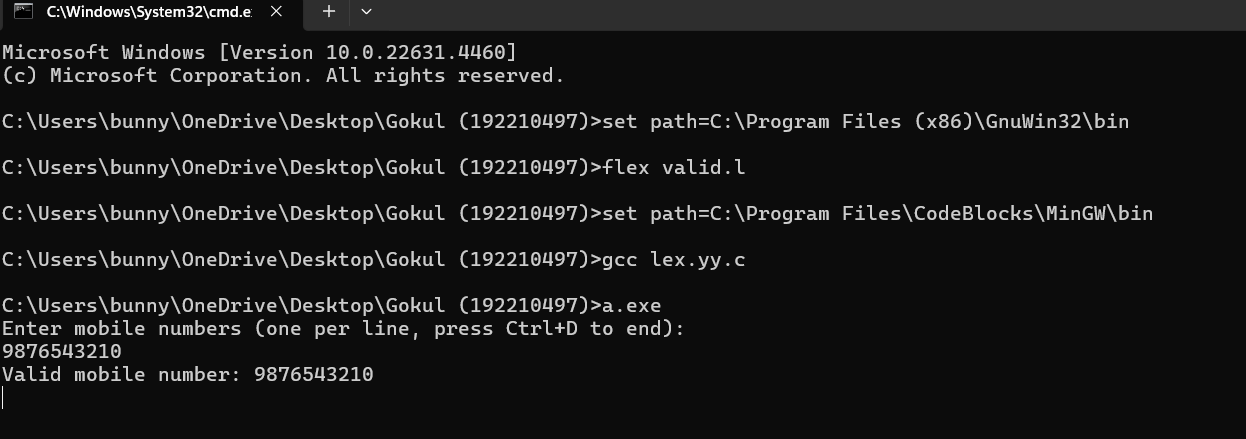 C:\Windows\System32\cmd.e
Microsoft Windows [Version 10.0.22631.4460]
(c) Microsoft Corporation. All rights reserved.
C:\Users\bunny\OneDrive\Desktop\Gokul (192210497)>set path=C:\Program Files (x86)\GnuWin32\bin
C:\Users\bunny\OneDrive\Desktop\Gokul (192210497)>flex valid.l
C:\Users\bunny\OneDrive\Desktop\Gokul (192210497)>set path=C:\Program Files\CodeBlocks\MinGW\bin
C:\Users\bunny\OneDrive\Desktop\Gokul (192210497)>gcc lex.yy.c
C:\Users\bunny\OneDrive\Desktop\Gokul (192210497)>a.exe
Enter mobile numbers (one per line, press Ctrl+D to end):
9876543210
Valid mobile number: 9876543210